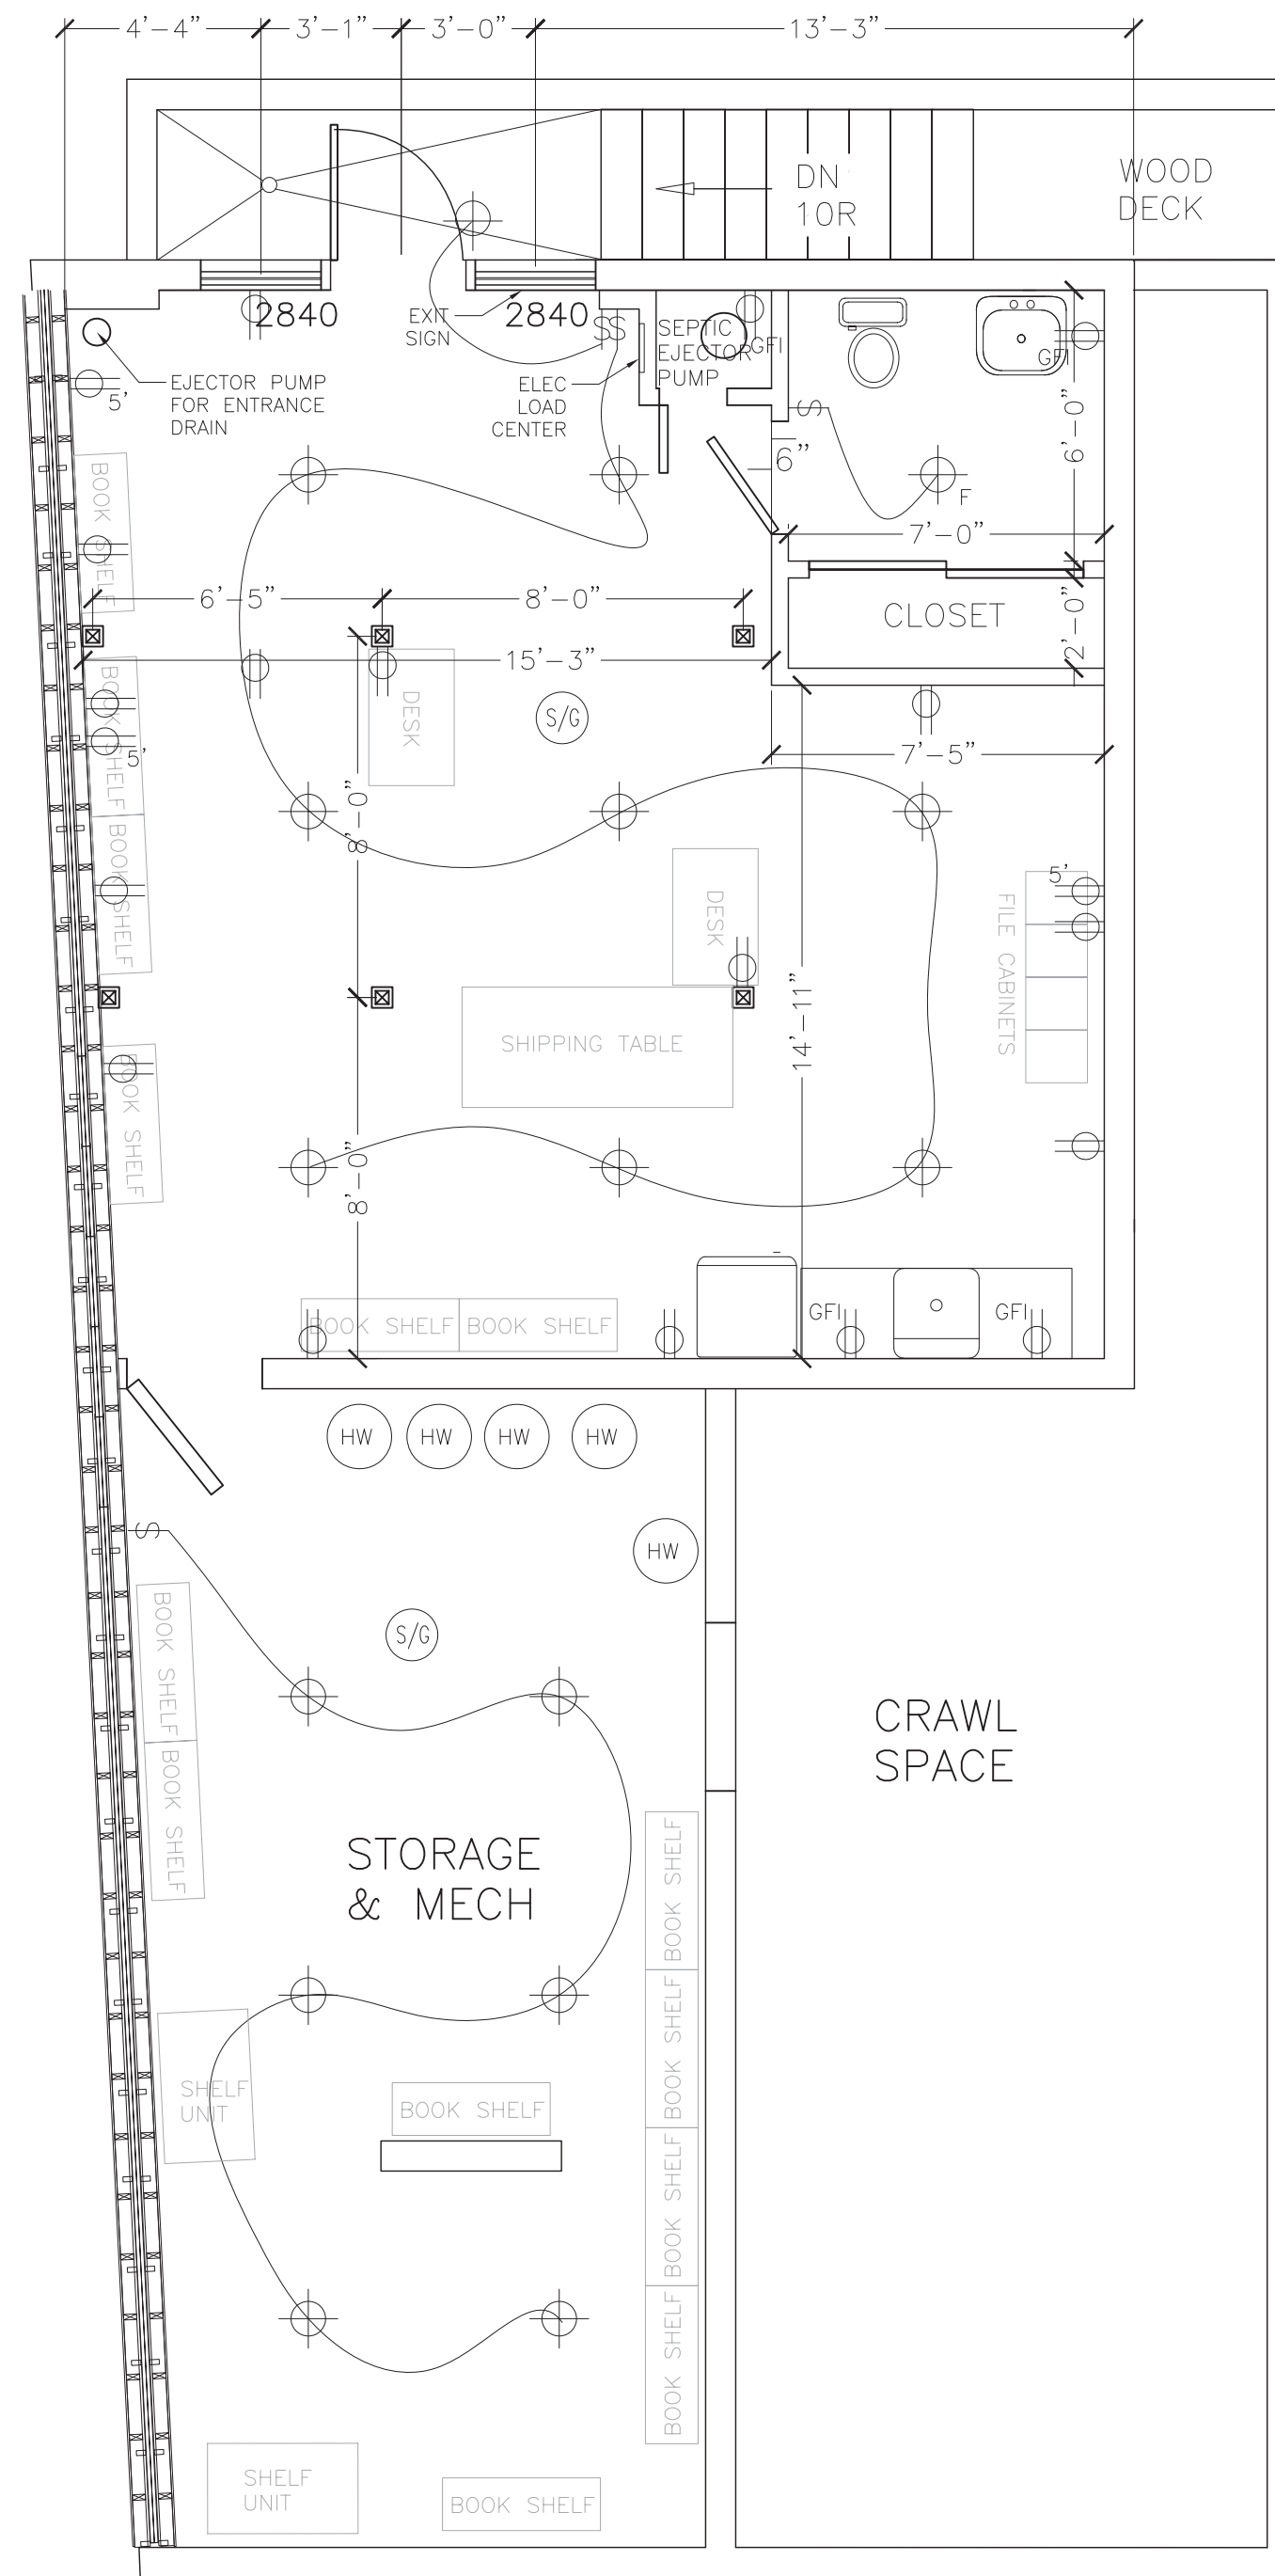 4'-4"
3'-1"
3'-0"
13'-3"
DN
10R
WOOD
DECK
2840
EXIT
SIGN
2840
SS
SEPTIC
EJECTOR
PUMP
GFI
GFI
EJECTOR PUMP
FOR ENTRANCE
DRAIN
5'
ELEC
LOAD
CENTER
S
6'-0"
6"
F
BOOK SHELF
7'-0"
6'-5"
8'-0"
CLOSET
2'-0"
15'-3"
BOOK SHELF
DESK
S/G
5'
7'-5"
8'-0"
BOOK SHELF
DESK
5'
FILE CABINETS
14'-11"
SHIPPING TABLE
BOOK SHELF
8'-0"
BOOK SHELF
BOOK SHELF
GFI
GFI
HW
HW
HW
HW
S
HW
S/G
BOOK SHELF
BOOK SHELF
CRAWL
SPACE
STORAGE
& MECH
BOOK SHELF
BOOK SHELF
SHELF
UNIT
BOOK SHELF
BOOK SHELF
BOOK SHELF
SHELF
UNIT
BOOK SHELF